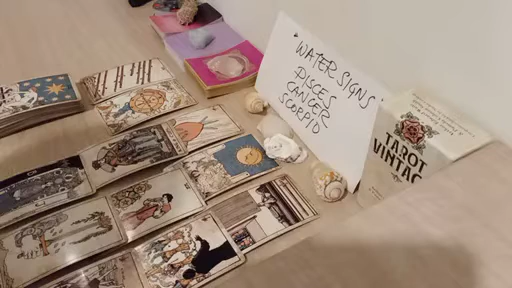 WATER SIGNS
PISCES
CANCER
SCORPIO
TAROT
VINTAG